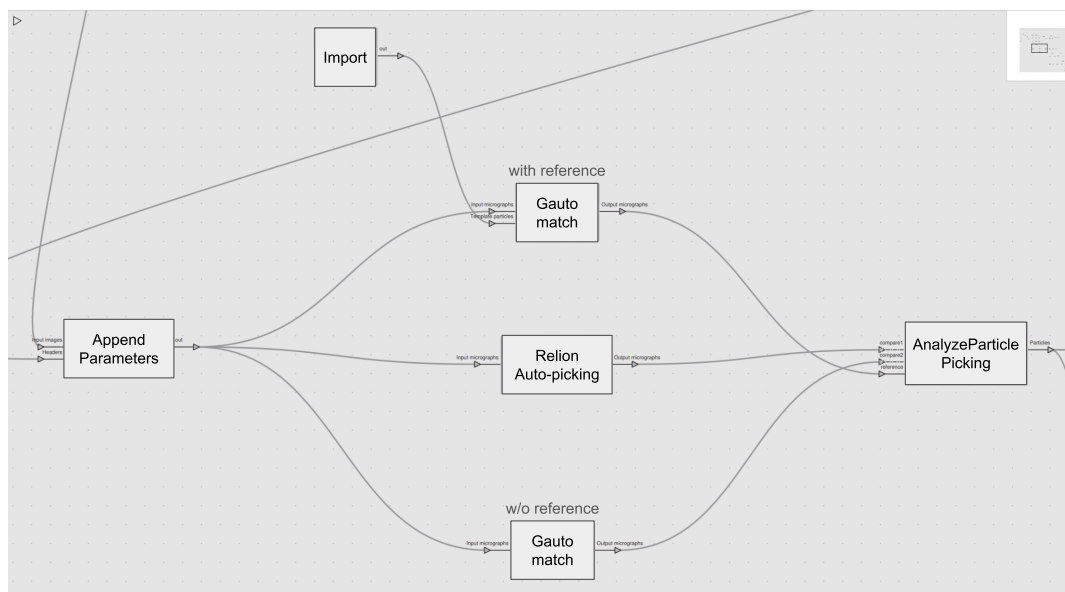 Import
out
with reference
Input micrographs
Template particles
Gauto
match
Output micrographs
Input images
Headers
Append
Parameters
out
Input micrographs
Relion
Auto-picking
Output micrographs
compare1
compare2
reference
AnalyzeParticle
Picking
Particles
w/o reference
Input micrographs
Gauto
match
Output micrographs